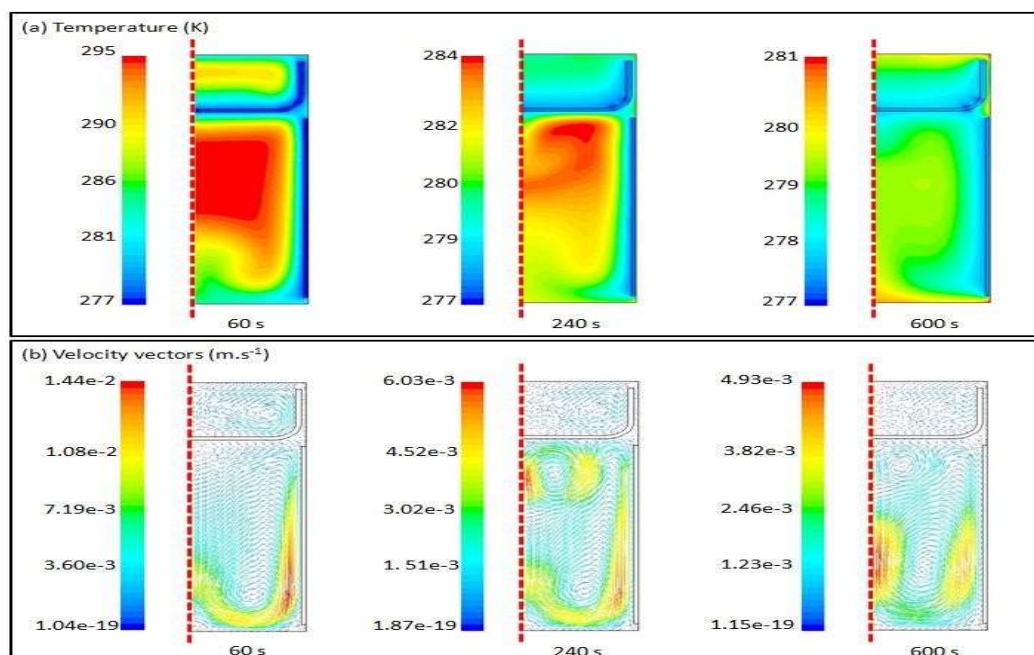 (a) Temperature (K)
295
290
286
281
277
60 s
284
282
280
279
277
240 s
281
280
279
278
277
600 s
(b) Velocity vectors (m.s⁻¹)
1.44e-2
1.08e-2
7.19e-3
3.60e-3
1.04e-19
60 s
6.03e-3
4.52e-3
3.02e-3
1. 51e-3
1.87e-19
240 s
4.93e-3
3.82e-3
2.46e-3
1.23e-3
1.15e-19
600 s